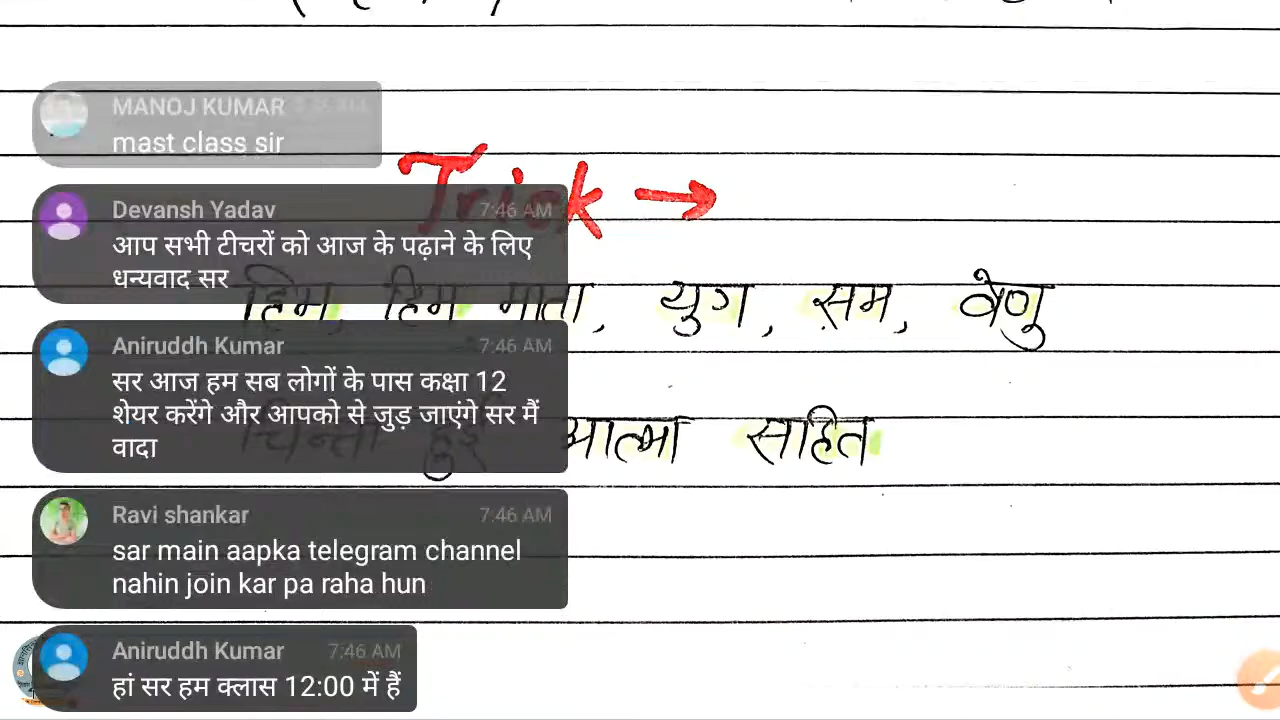 MANOJ KUMAR
mast class sir
Trick →
Devansh Yadav 7:46 AM
आप सभी टीचरों को आज के पढ़ाने के लिए
धन्यवाद सर
हिम, हिम माता, युग, स़म, वेणु
Aniruddh Kumar 7:46 AM
सर आज हम सब लोगों के पास कक्षा 12
शेयर करेंगे और आपको से जुड़ जाएंगे सर मैं
वादा
चिन्ता हुई आत्मा साहित
Ravi shankar 7:46 AM
sar main aapka telegram channel
nahin join kar pa raha hun
Aniruddh Kumar 7:46 AM
हां सर हम क्लास 12:00 में हैं